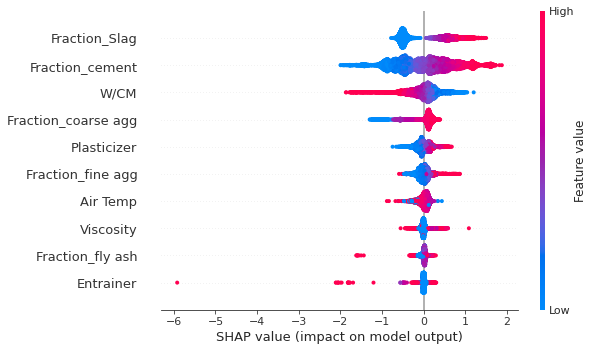 High
Fraction_Slag
Fraction_cement
W/CM
Fraction_coarse agg
Plasticizer
Fraction_fine agg
Air Temp
Viscosity
Fraction_fly ash
Entrainer
Feature value
Low
−6 −5 −4 −3 −2 −1 0 1 2
SHAP value (impact on model output)